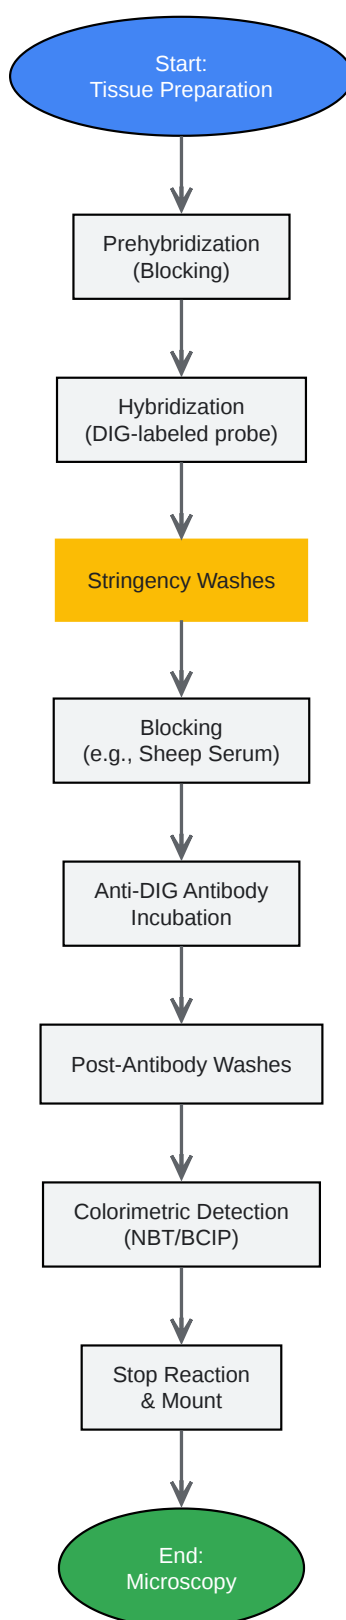 Start:
Tissue Preparation
Prehybridization
(Blocking)
Hybridization
(DIG-labeled probe)
Stringency Washes
Blocking
(e.g., Sheep Serum)
Anti-DIG Antibody
Incubation
Post-Antibody Washes
Colorimetric Detection
(NBT/BCIP)
Stop Reaction
& Mount
End:
Microscopy